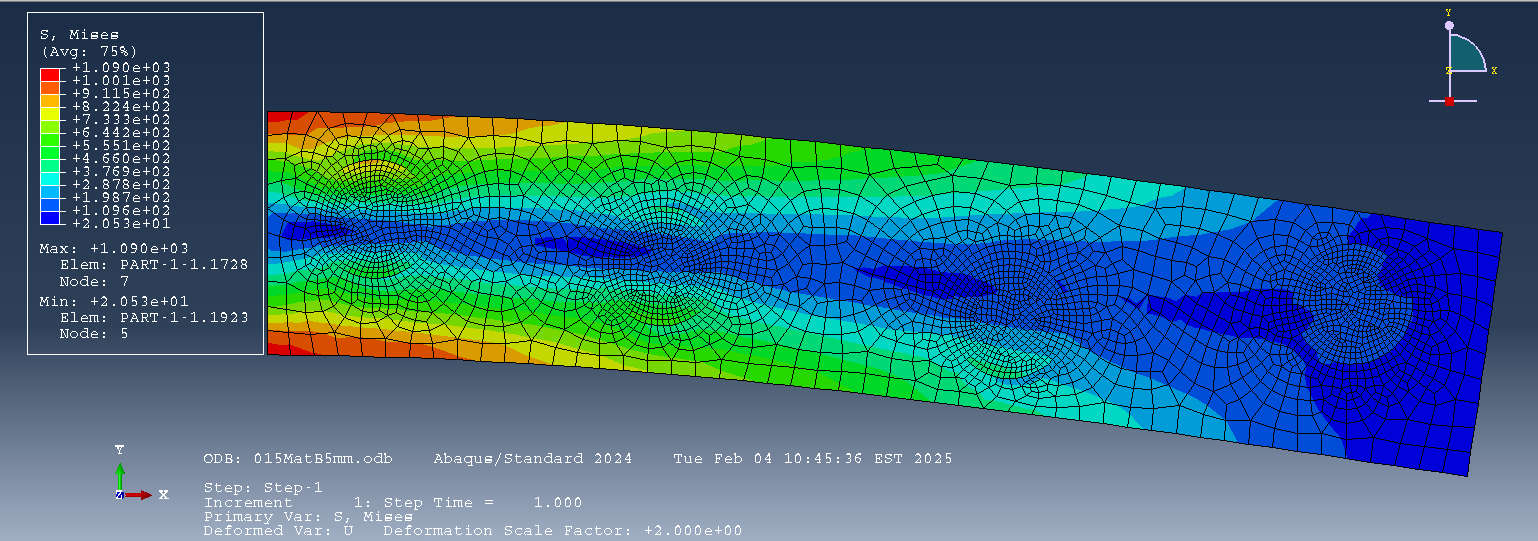 S, Mises
(Avg: 75%)
+1.090e+03
+1.001e+03
+9.115e+02
+8.224e+02
+7.333e+02
+6.442e+02
+5.551e+02
+4.660e+02
+3.769e+02
+2.878e+02
+1.987e+02
+1.096e+02
+2.053e+01
Max: +1.090e+03
Elem: PART-1-1.1728
Node: 7
Min: +2.053e+01
Elem: PART-1-1.1923
Node: 5
Y
Z X
Y
Z X
ODB: 015MatB5mm.odb Abaqus/Standard 2024 Tue Feb 04 10:45:36 EST 2025
Step: Step-1
Increment 1: Step Time = 1.000
Primary Var: S, Mises
Deformed Var: U Deformation Scale Factor: +2.000e+00